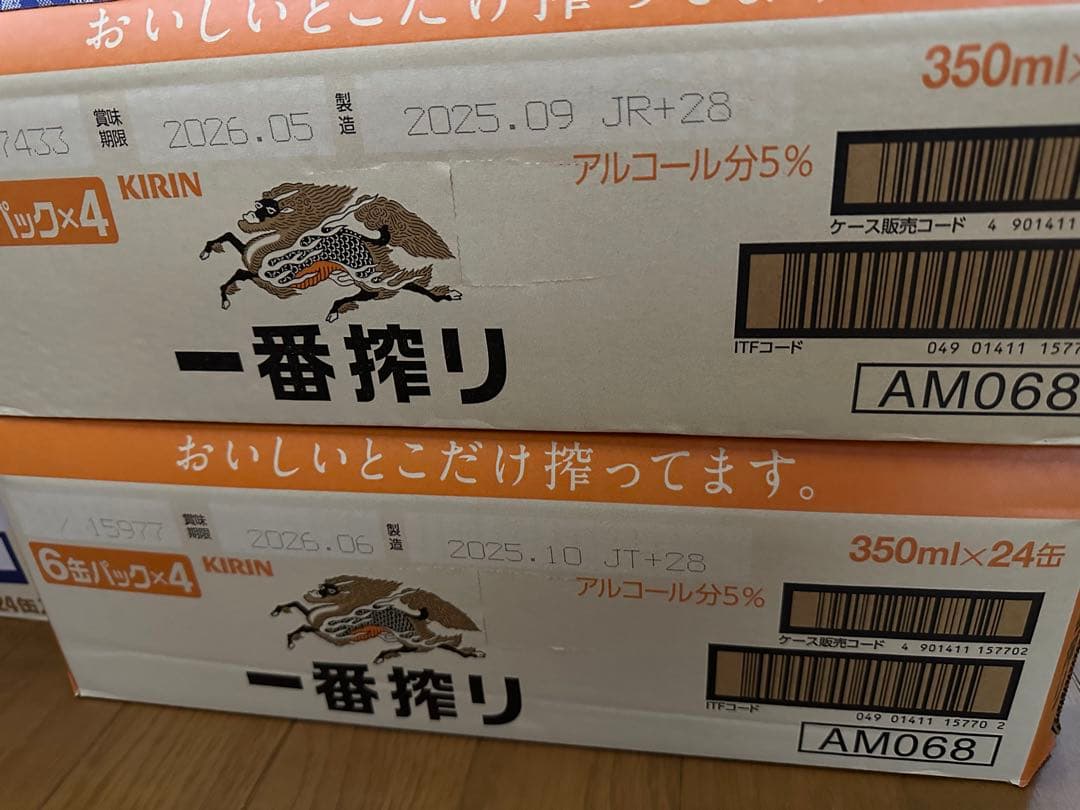 おいしいとこだけ搾ってます
350ml×
7433 賞味期限 2026.05 製造 2025.09 JR+28
アルコール分5%
パック×4 KIRIN
ケース販売コード 4 901411
一番搾り
ITFコード 049 01411 1577
AM068
おいしいとこだけ搾ってます。
/ 15977 賞味期限 2026.06 製造 2025.10 JT+28
350ml×24缶
6缶パック×4 KIRIN
アルコール分5%
ケース販売コード 4 901411 157702
一番搾り
ITFコード 049 01411 15770 2
AM068
24缶